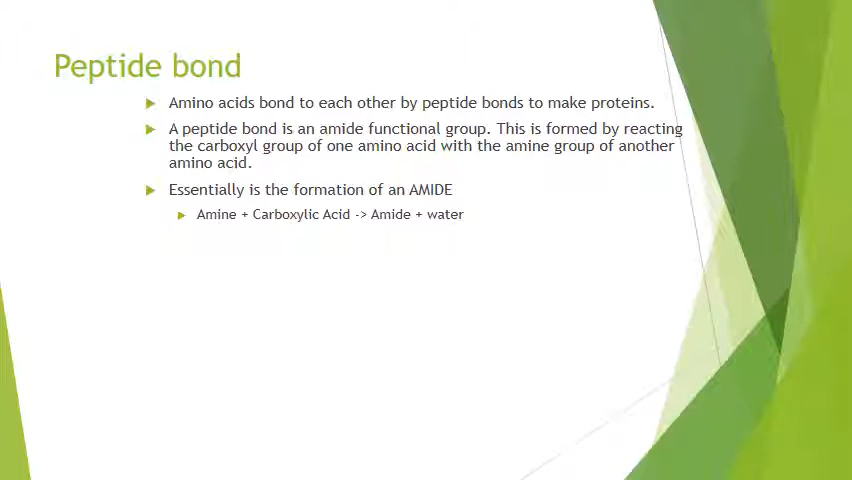 Peptide bond
Amino acids bond to each other by peptide bonds to make proteins.
A peptide bond is an amide functional group. This is formed by reacting
the carboxyl group of one amino acid with the amine group of another
amino acid.
Essentially is the formation of an AMIDE
Amine + Carboxylic Acid -> Amide + water